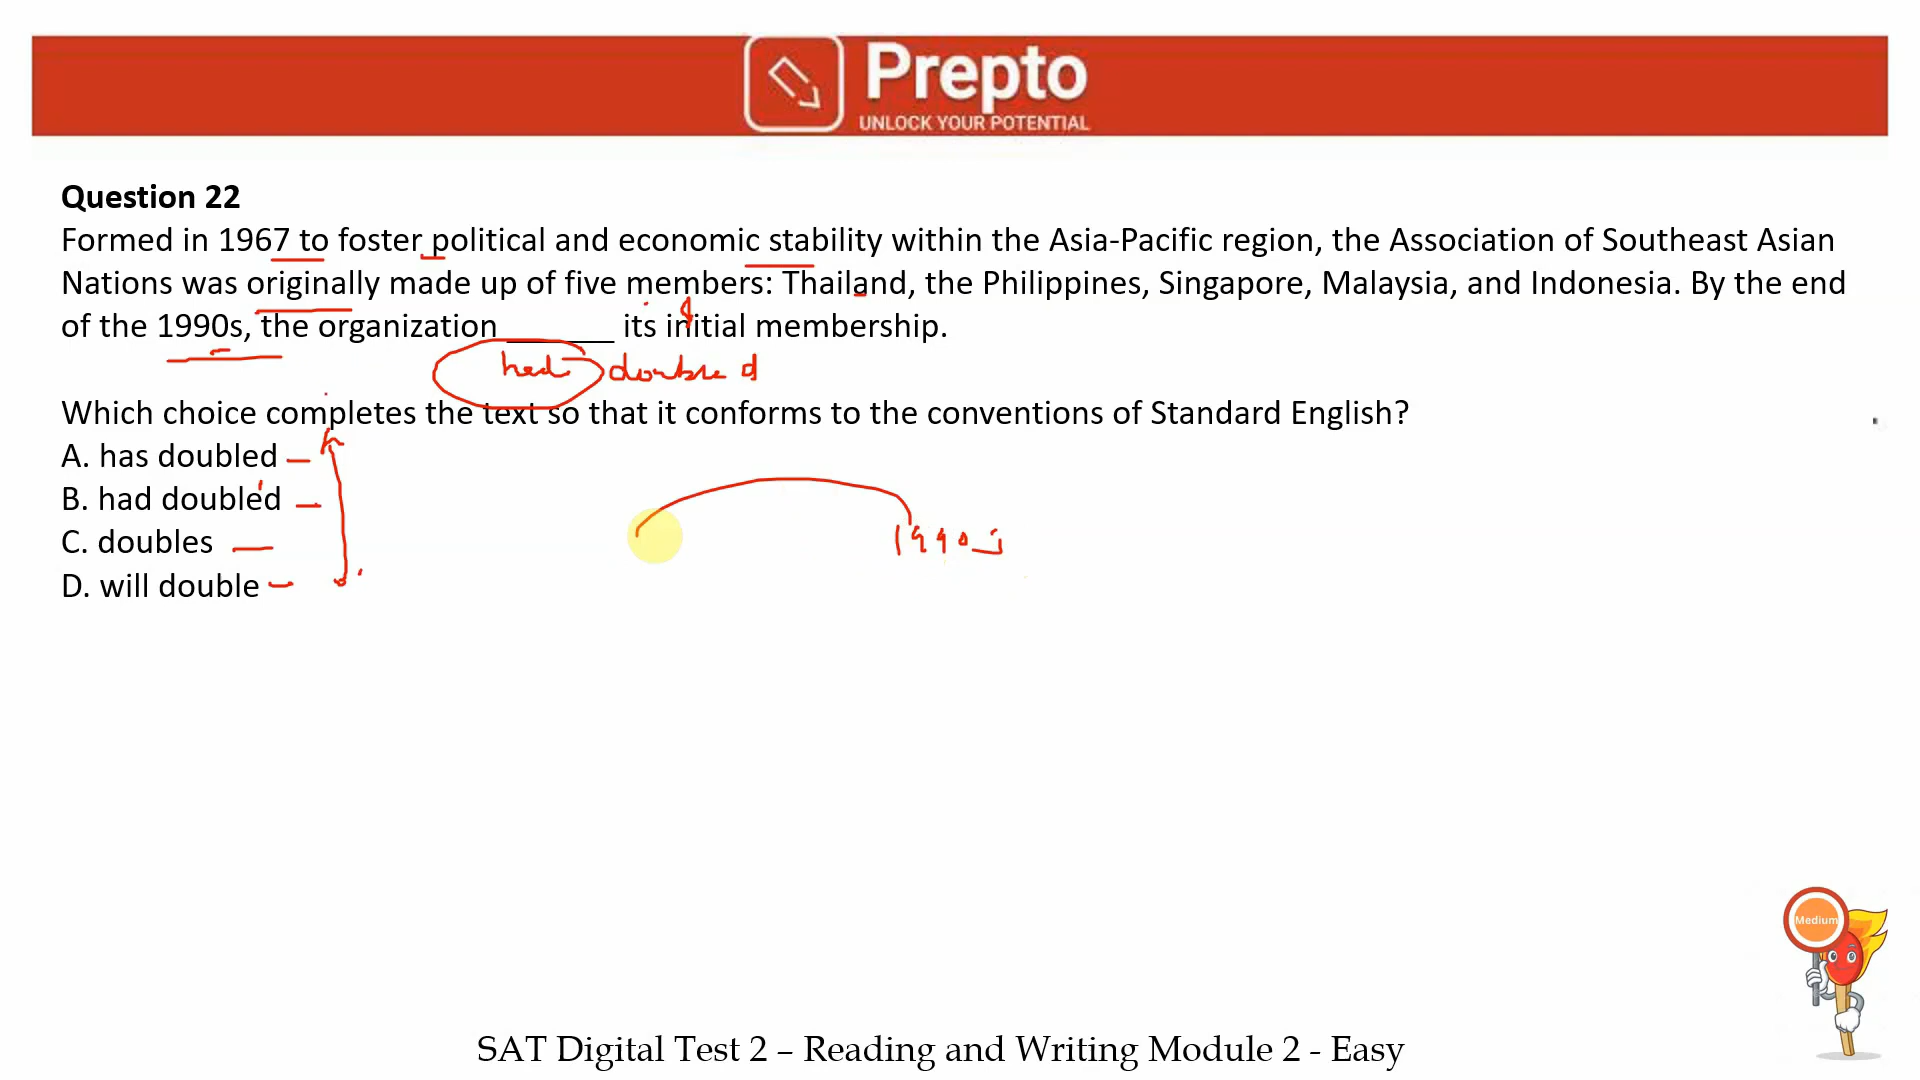 Prepto
UNLOCK YOUR POTENTIAL
Question 22
Formed in 1967 to foster political and economic stability within the Asia-Pacific region, the Association of Southeast Asian
Nations was originally made up of five members: Thailand, the Philippines, Singapore, Malaysia, and Indonesia. By the end
of the 1990s, the organization ______ its initial membership.
had doubled
Which choice completes the text so that it conforms to the conventions of Standard English?
A. has doubled
B. had doubled
C. doubles
D. will double
1990s
Medium
SAT Digital Test 2 – Reading and Writing Module 2 - Easy